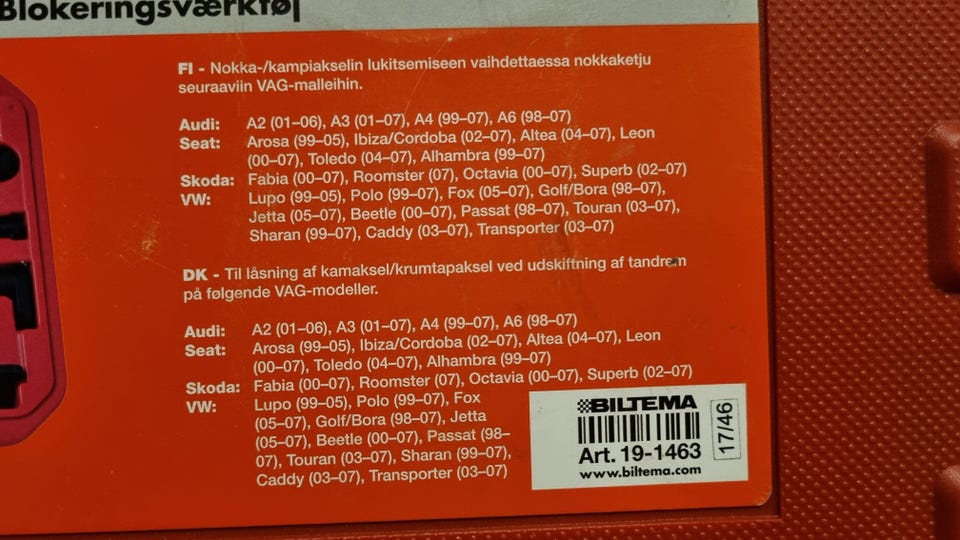 Blokeringsværktøj
FI - Nokka-/kampiakselin lukitsemiseen vaihdettaessa nokkaketju
seuraaviin VAG-malleihin.
Audi: A2 (01–06), A3 (01–07), A4 (99–07), A6 (98–07)
Seat: Arosa (99–05), Ibiza/Cordoba (02–07), Altea (04–07), Leon
(00–07), Toledo (04–07), Alhambra (99–07)
Skoda: Fabia (00–07), Roomster (07), Octavia (00–07), Superb (02–07)
VW: Lupo (99–05), Polo (99–07), Fox (05–07), Golf/Bora (98–07),
Jetta (05–07), Beetle (00–07), Passat (98–07), Touran (03–07),
Sharan (99–07), Caddy (03–07), Transporter (03–07)
DK - Til låsning af kamaksel/krumtapaksel ved udskiftning af tandrem
på følgende VAG-modeller.
Audi: A2 (01–06), A3 (01–07), A4 (99–07), A6 (98–07)
Seat: Arosa (99–05), Ibiza/Cordoba (02–07), Altea (04–07), Leon
(00–07), Toledo (04–07), Alhambra (99–07)
Skoda: Fabia (00–07), Roomster (07), Octavia (00–07), Superb (02–07)
VW: Lupo (99–05), Polo (99–07), Fox
(05–07), Golf/Bora (98–07), Jetta
(05–07), Beetle (00–07), Passat (98–
07), Touran (03–07), Sharan (99–07),
Caddy (03–07), Transporter (03–07)
BILTEMA
Art. 19-1463
www.biltema.com
17/46